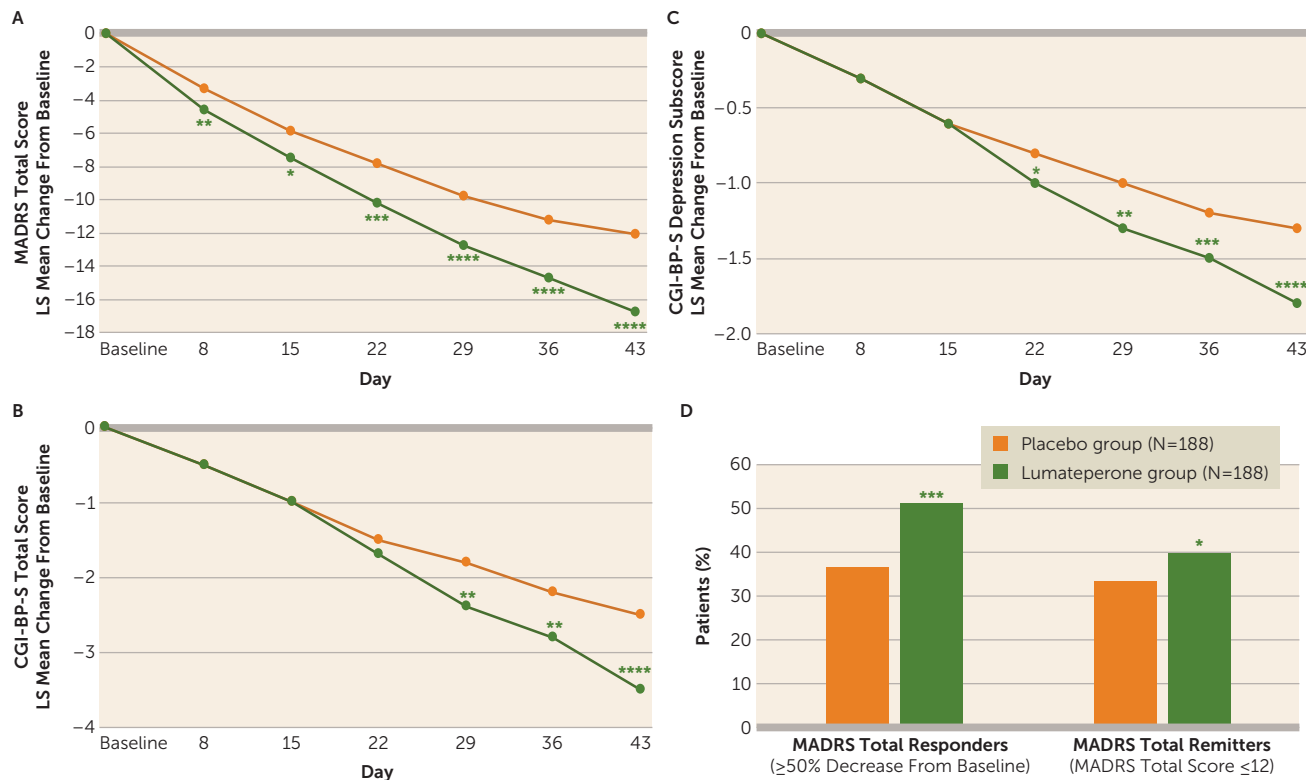 A
MADRS Total Score
LS Mean Change From Baseline
0
−2
−4
−6
−8
−10
−12
−14
−16
−18
**
*
***
****
****
****
Baseline 8 15 22 29 36 43
Day
B
CGI-BP-S Total Score
LS Mean Change From Baseline
0
−1
−2
−3
−4
**
**
****
Baseline 8 15 22 29 36 43
Day
C
CGI-BP-S Depression Subscore
LS Mean Change From Baseline
0
−0.5
−1.0
−1.5
−2.0
*
**
***
****
Baseline 8 15 22 29 36 43
Day
D
Placebo group (N=188)
Lumateperone group (N=188)
Patients (%)
60
50
40
30
20
10
0
***
*
MADRS Total Responders
(≥50% Decrease From Baseline)
MADRS Total Remitters
(MADRS Total Score ≤12)